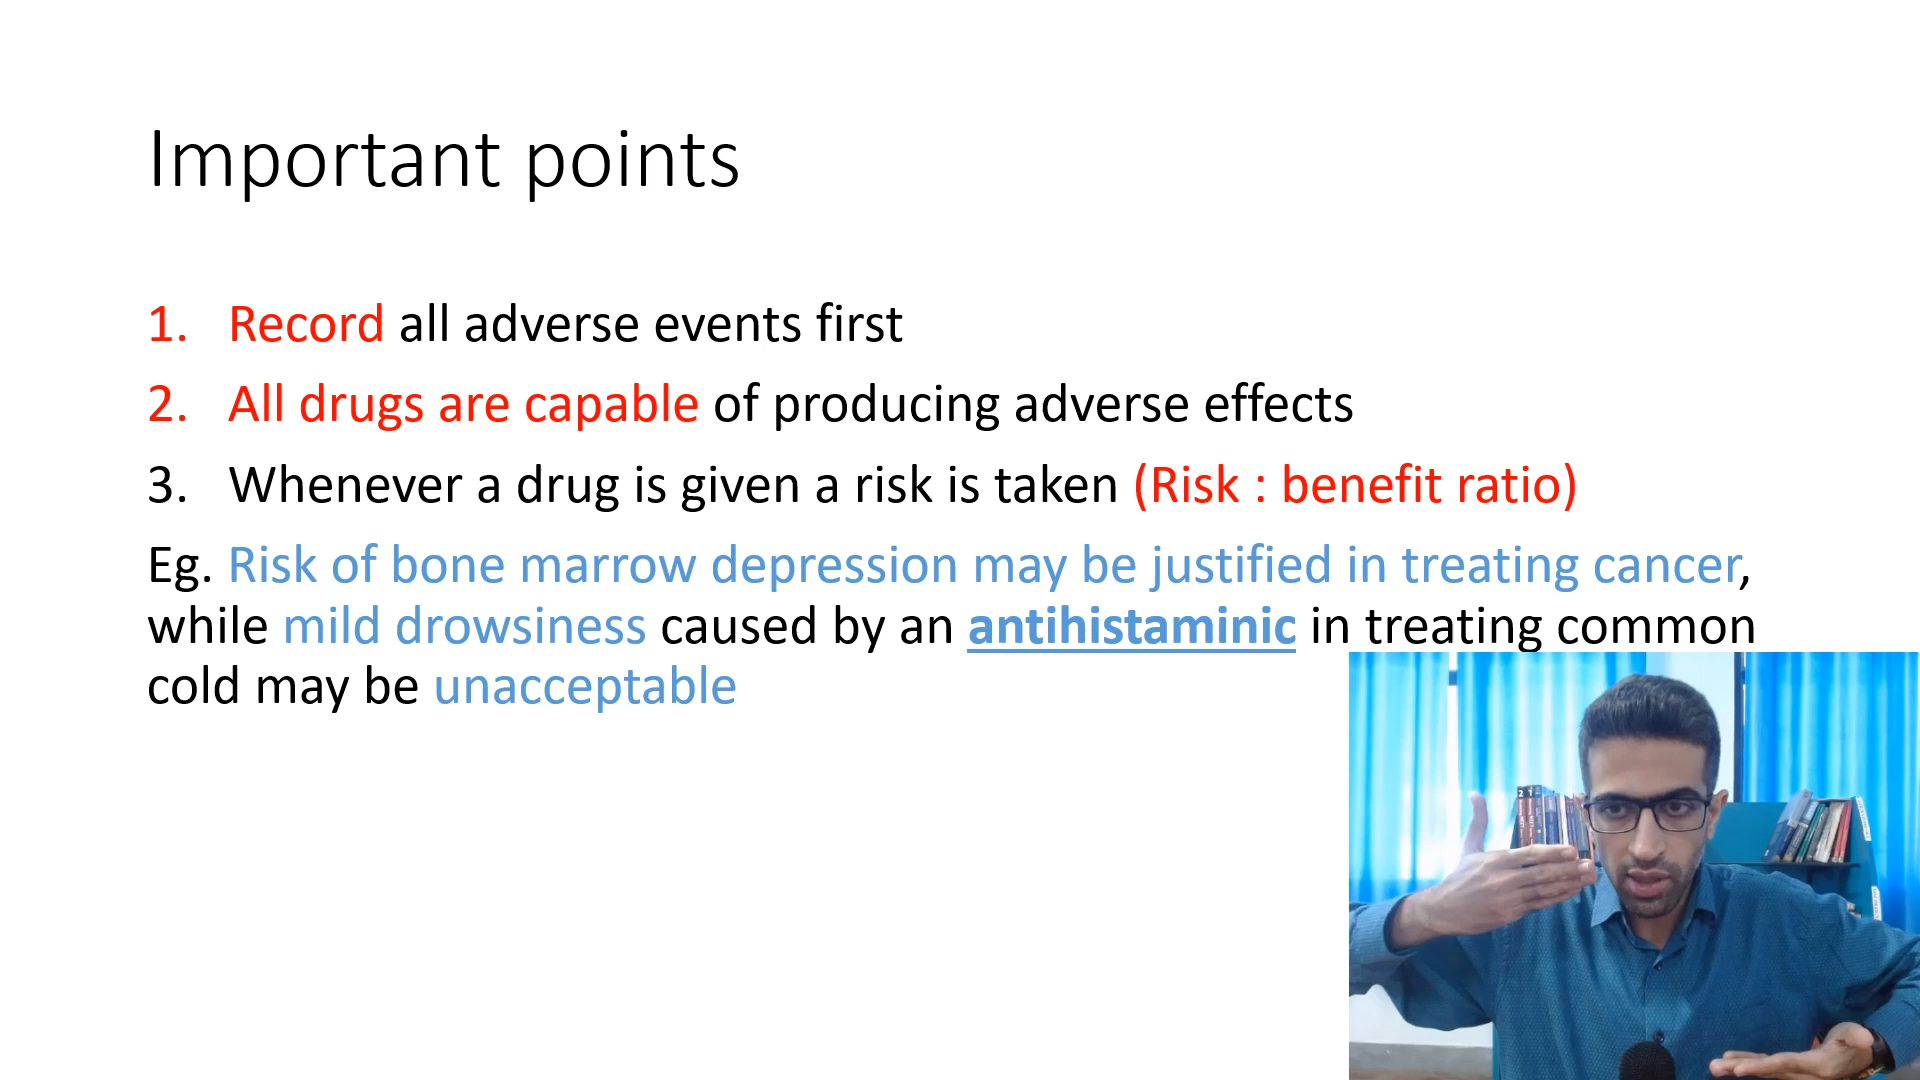 Important points
1. Record all adverse events first
2. All drugs are capable of producing adverse effects
3. Whenever a drug is given a risk is taken (Risk : benefit ratio)
Eg. Risk of bone marrow depression may be justified in treating cancer,
while mild drowsiness caused by an antihistaminic in treating common
cold may be unacceptable
2 1